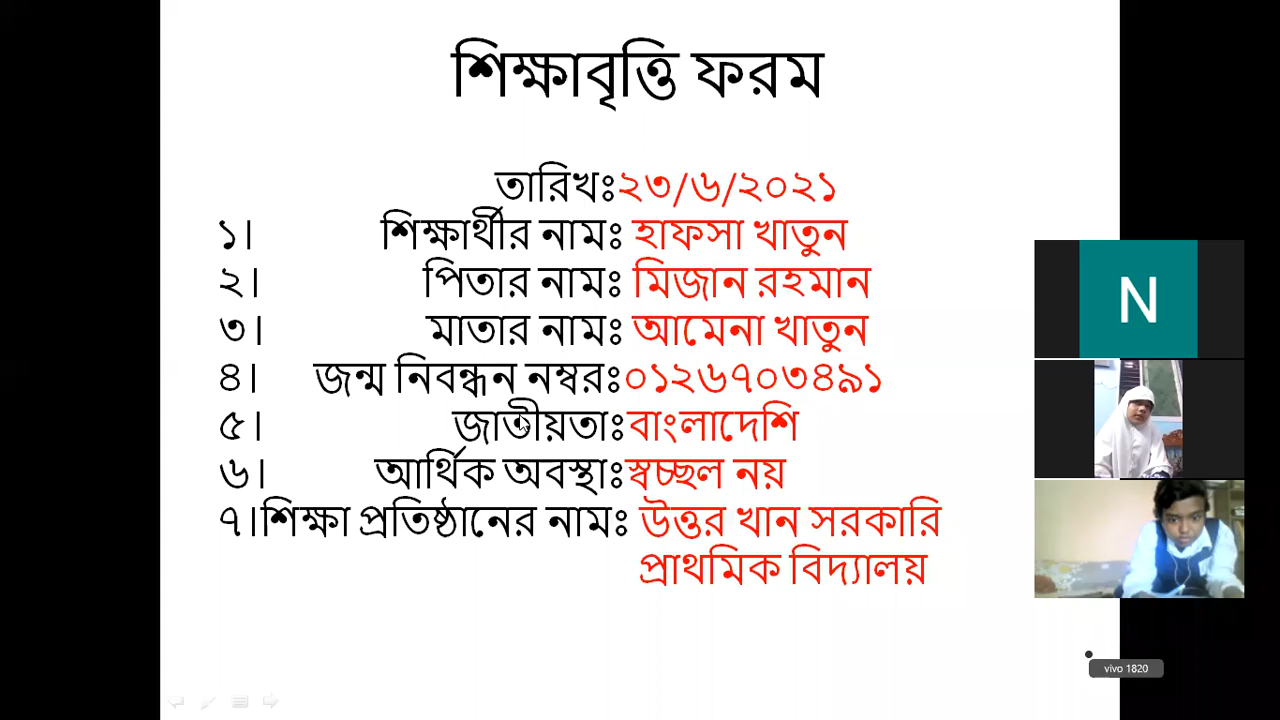 শিক্ষাবৃত্তি ফরম
তারিখঃ২৩/৬/২০২১
১। শিক্ষার্থীর নামঃ হাফসা খাতুন
২। পিতার নামঃ মিজান রহমান
৩। মাতার নামঃ আমেনা খাতুন
৪। জন্ম নিবন্ধন নম্বরঃ০১২৬৭০৩৪৯১
৫। জাতীয়তাঃবাংলাদেশি
৬। আর্থিক অবস্থাঃস্বচ্ছল নয়
৭।শিক্ষা প্রতিষ্ঠানের নামঃ উত্তর খান সরকারি
প্রাথমিক বিদ্যালয়
N
vivo 1820